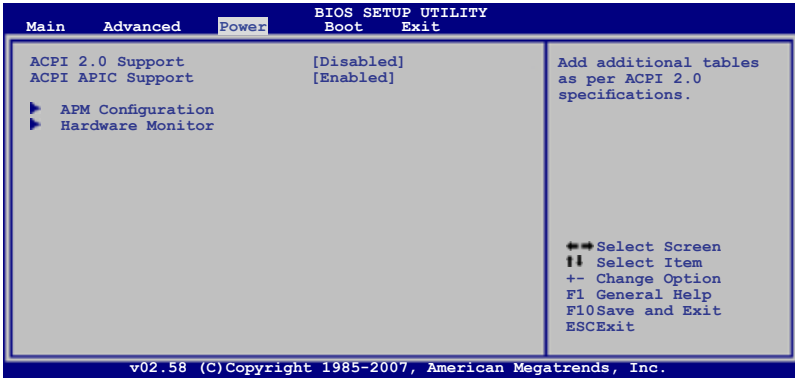 BIOS SETUP UTILITY
Main Advanced Power Boot Exit
ACPI 2.0 Support [Disabled]
ACPI APIC Support [Enabled]
APM Configuration
Hardware Monitor
Add additional tables
as per ACPI 2.0
specifications.
Select Screen
Select Item
+- Change Option
F1 General Help
F10Save and Exit
ESCExit
v02.58 (C)Copyright 1985-2007, American Megatrends, Inc.